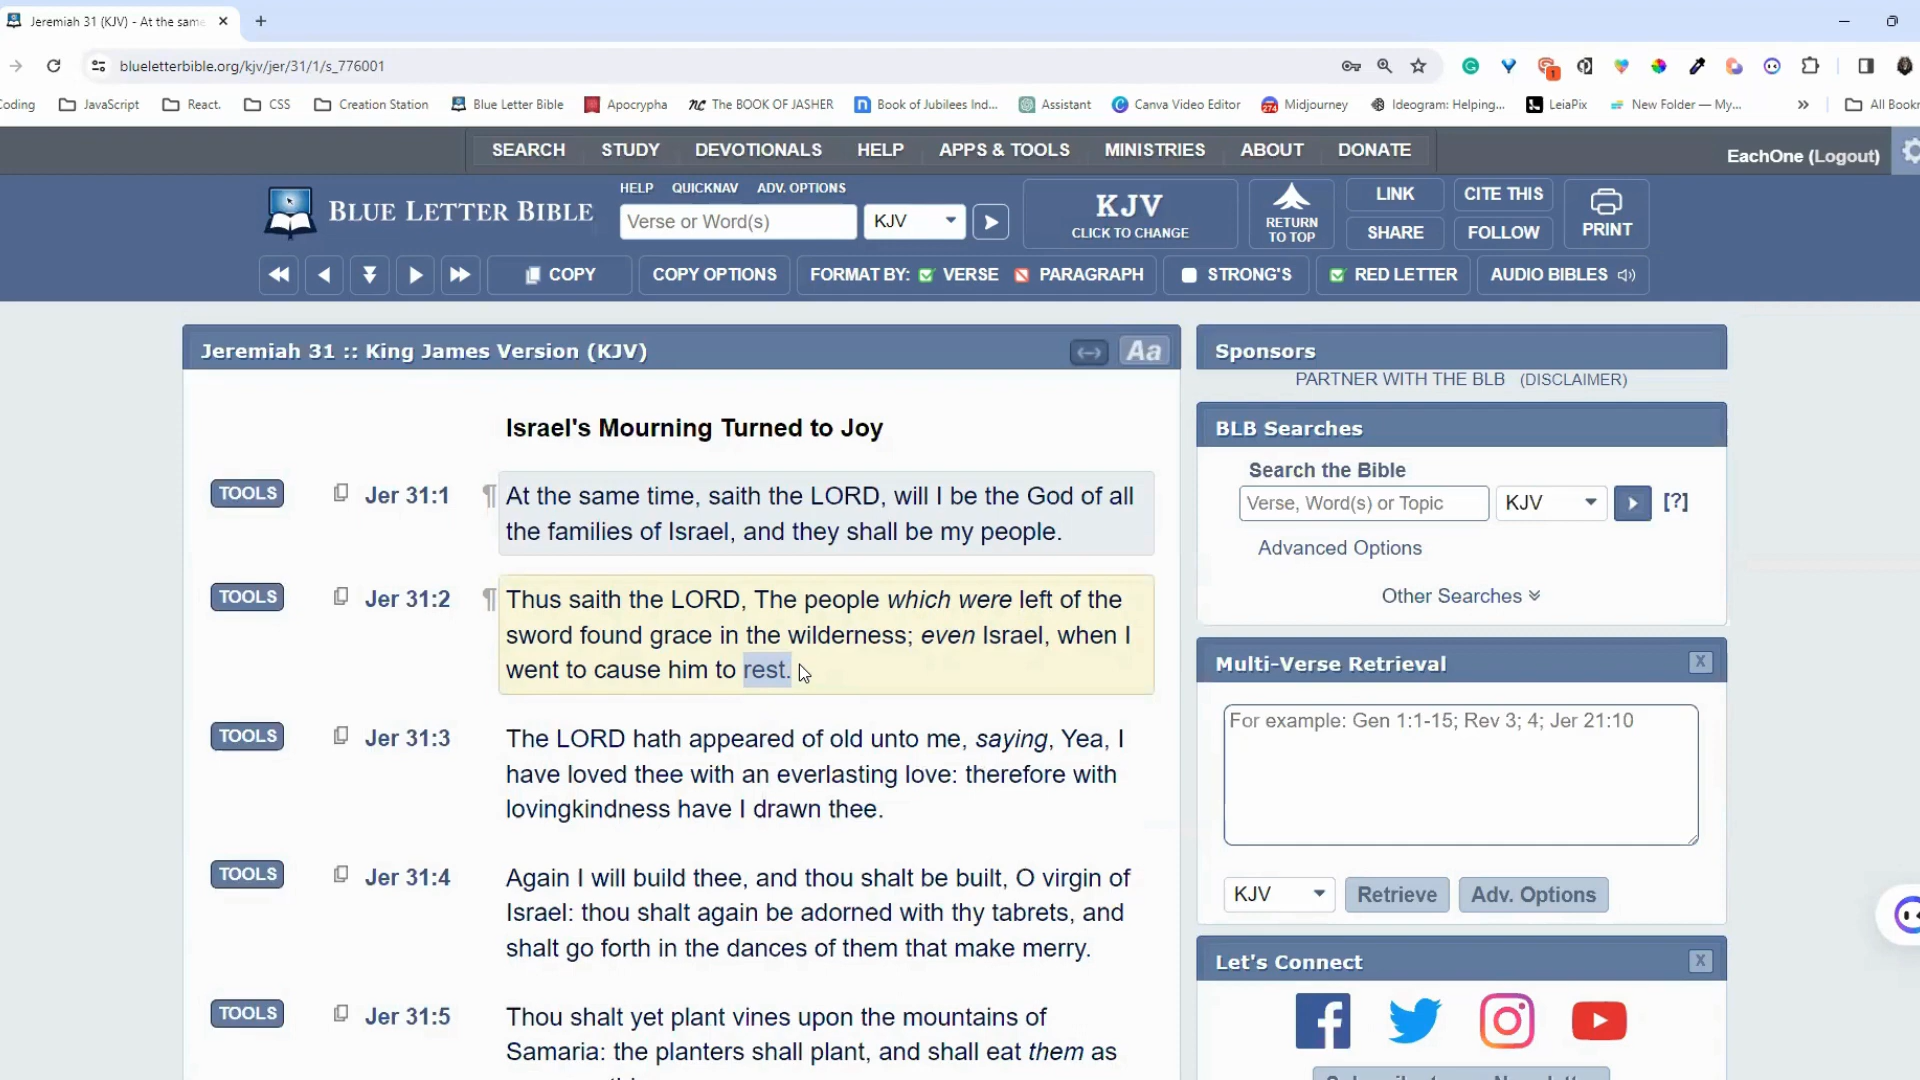 Jeremiah 31 (KJV) - At the same
blueletterbible.org/kjv/jer/31/1/s_776001
Coding JavaScript React. CSS Creation Station Blue Letter Bible Apocrypha The BOOK OF JASHER Book of Jubilees Ind... Assistant Canva Video Editor Midjourney Ideogram: Helping... LeiaPix New Folder — My... » All Bookm
SEARCH STUDY DEVOTIONALS HELP APPS & TOOLS MINISTRIES ABOUT DONATE EachOne (Logout)
HELP QUICKNAV ADV. OPTIONS
BLUE LETTER BIBLE Verse or Word(s) KJV
KJV
CLICK TO CHANGE
RETURN
TO TOP
LINK CITE THIS
SHARE FOLLOW
PRINT
COPY COPY OPTIONS FORMAT BY: VERSE PARAGRAPH STRONG'S RED LETTER AUDIO BIBLES
Jeremiah 31 :: King James Version (KJV) Aa
Israel's Mourning Turned to Joy
TOOLS Jer 31:1 ¶ At the same time, saith the LORD, will I be the God of all
the families of Israel, and they shall be my people.
TOOLS Jer 31:2 ¶ Thus saith the LORD, The people which were left of the
sword found grace in the wilderness; even Israel, when I
went to cause him to rest.
TOOLS Jer 31:3 The LORD hath appeared of old unto me, saying, Yea, I
have loved thee with an everlasting love: therefore with
lovingkindness have I drawn thee.
TOOLS Jer 31:4 Again I will build thee, and thou shalt be built, O virgin of
Israel: thou shalt again be adorned with thy tabrets, and
shalt go forth in the dances of them that make merry.
TOOLS Jer 31:5 Thou shalt yet plant vines upon the mountains of
Samaria: the planters shall plant, and shall eat them as
Sponsors
PARTNER WITH THE BLB (DISCLAIMER)
BLB Searches
Search the Bible
Verse, Word(s) or Topic KJV [?]
Advanced Options
Other Searches
Multi-Verse Retrieval X
For example: Gen 1:1-15; Rev 3; 4; Jer 21:10
KJV Retrieve Adv. Options
Let's Connect X